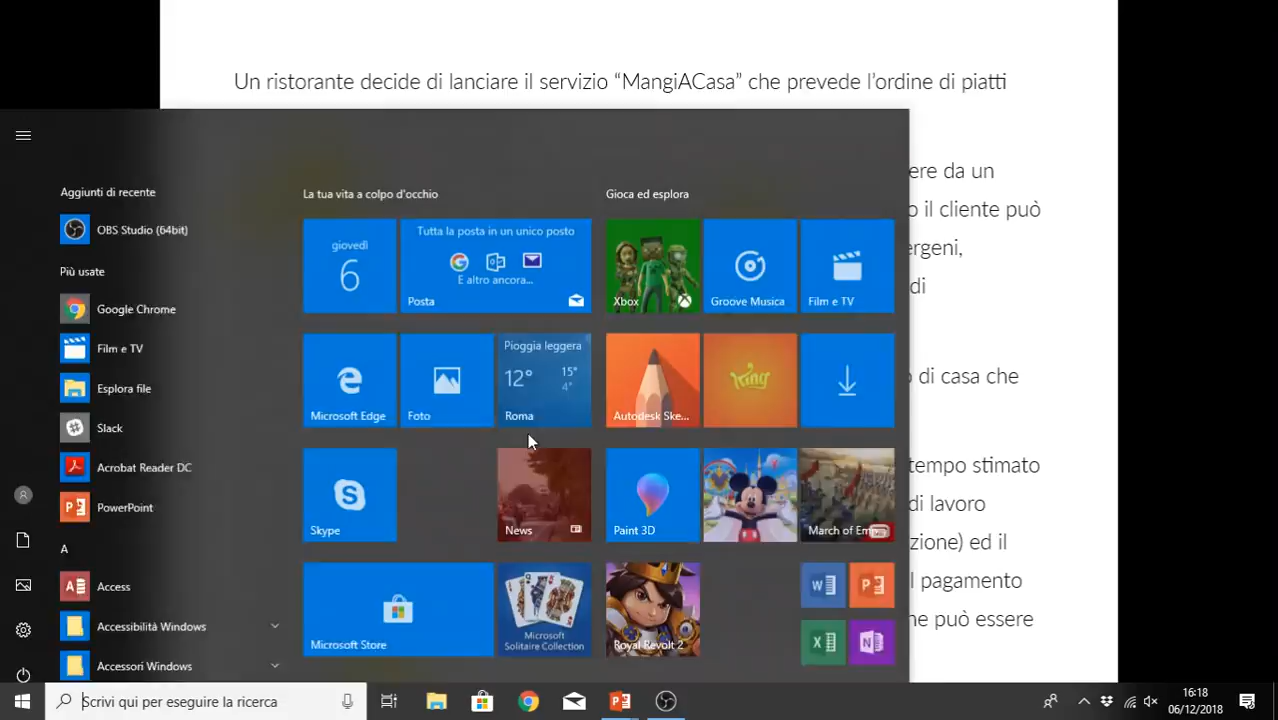 Un ristorante decide di lanciare il servizio “MangiACasa” che prevede l’ordine di piatti
ere da un
o il cliente può
ergeni,
di
o di casa che
tempo stimato
di lavoro
zione) ed il
l pagamento
ne può essere
Aggiunti di recente
OBS Studio (64bit)
Più usate
Google Chrome
Film e TV
Esplora file
Slack
Acrobat Reader DC
PowerPoint
A
Access
Accessibilità Windows
Accessori Windows
La tua vita a colpo d'occhio
giovedì
6
Tutta la posta in un unico posto
E altro ancora...
Posta
Microsoft Edge
Foto
Pioggia leggera
12° 15°
4°
Roma
Skype
News
Microsoft Store
Microsoft
Solitaire Collection
Gioca ed esplora
Xbox
Groove Musica
Film e TV
Autodesk Ske...
King
Paint 3D
March of Em
Royal Revolt 2
Scrivi qui per eseguire la ricerca
16:18
06/12/2018